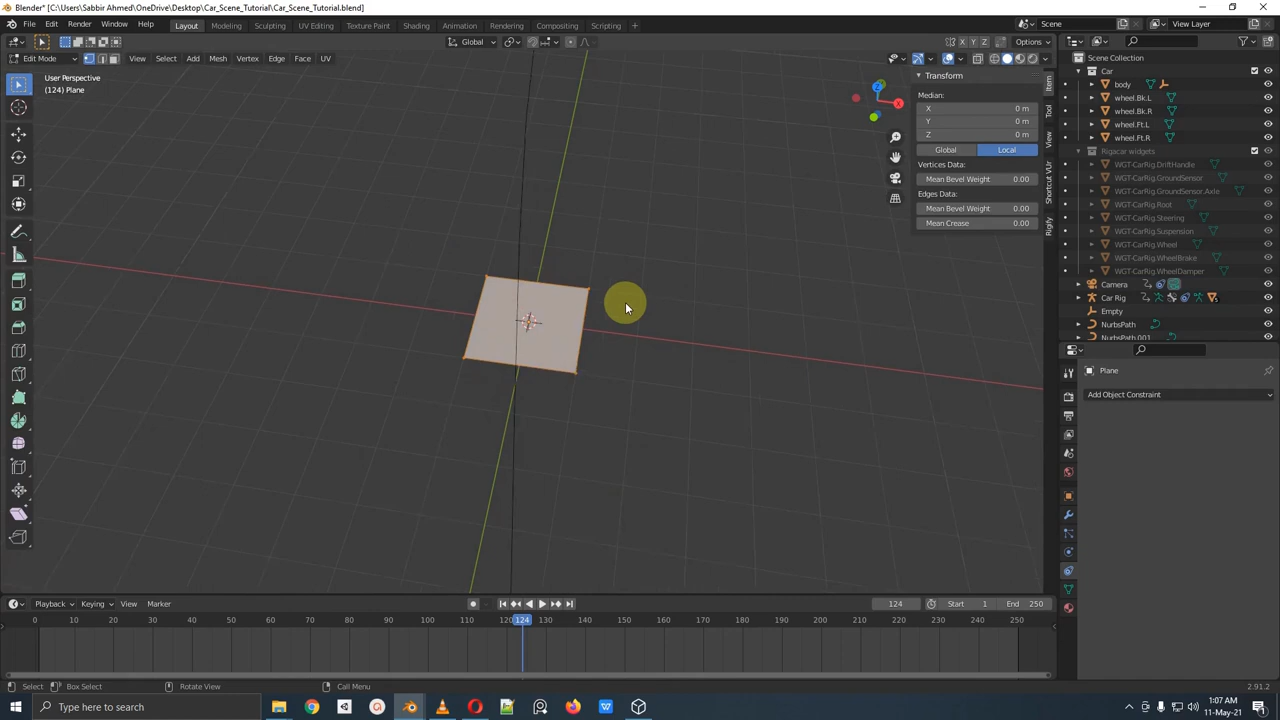 Blender* [C:\Users\Sabbir Ahmed\OneDrive\Desktop\Car_Scene_Tutorial\Car_Scene_Tutorial.blend]
File Edit Render Window Help Layout Modeling Sculpting UV Editing Texture Paint Shading Animation Rendering Compositing Scripting + Scene View Layer
Global X Y Z Options
Edit Mode View Select Add Mesh Vertex Edge Face UV
User Perspective
(124) Plane
Transform
Median:
X 0 m
Y 0 m
Z 0 m
Global Local
Vertices Data:
Mean Bevel Weight 0.00
Edges Data:
Mean Bevel Weight 0.00
Mean Crease 0.00
Item
Tool
View
Shortcut VUr
Rigify
Z
X
Scene Collection
Car
body
wheel.Bk.L
wheel.Bk.R
wheel.Ft.L
wheel.Ft.R
Rigacar widgets
WGT-CarRig.DriftHandle
WGT-CarRig.GroundSensor
WGT-CarRig.GroundSensor.Axle
WGT-CarRig.Root
WGT-CarRig.Steering
WGT-CarRig.Suspension
WGT-CarRig.Wheel
WGT-CarRig.WheelBrake
WGT-CarRig.WheelDamper
Camera
Car Rig
Empty
NurbsPath
NurbsPath.001
Plane
Add Object Constraint
Playback Keying View Marker 124 Start 1 End 250
0 10 20 30 40 50 60 70 80 90 100 110 120 124 130 140 150 160 170 180 190 200 210 220 230 240 250
Select Box Select Rotate View Call Menu 2.91.2
Type here to search
1:07 AM
11-May-21